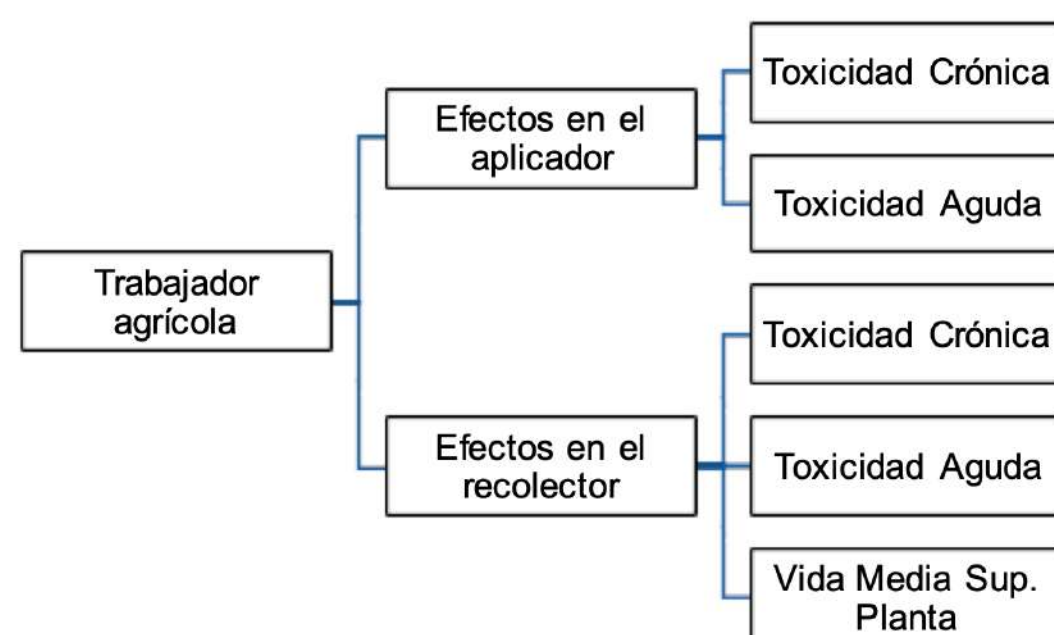 Trabajador
agrícola
Efectos en el
aplicador
Toxicidad Crónica
Toxicidad Aguda
Efectos en el
recolector
Toxicidad Crónica
Toxicidad Aguda
Vida Media Sup.
Planta